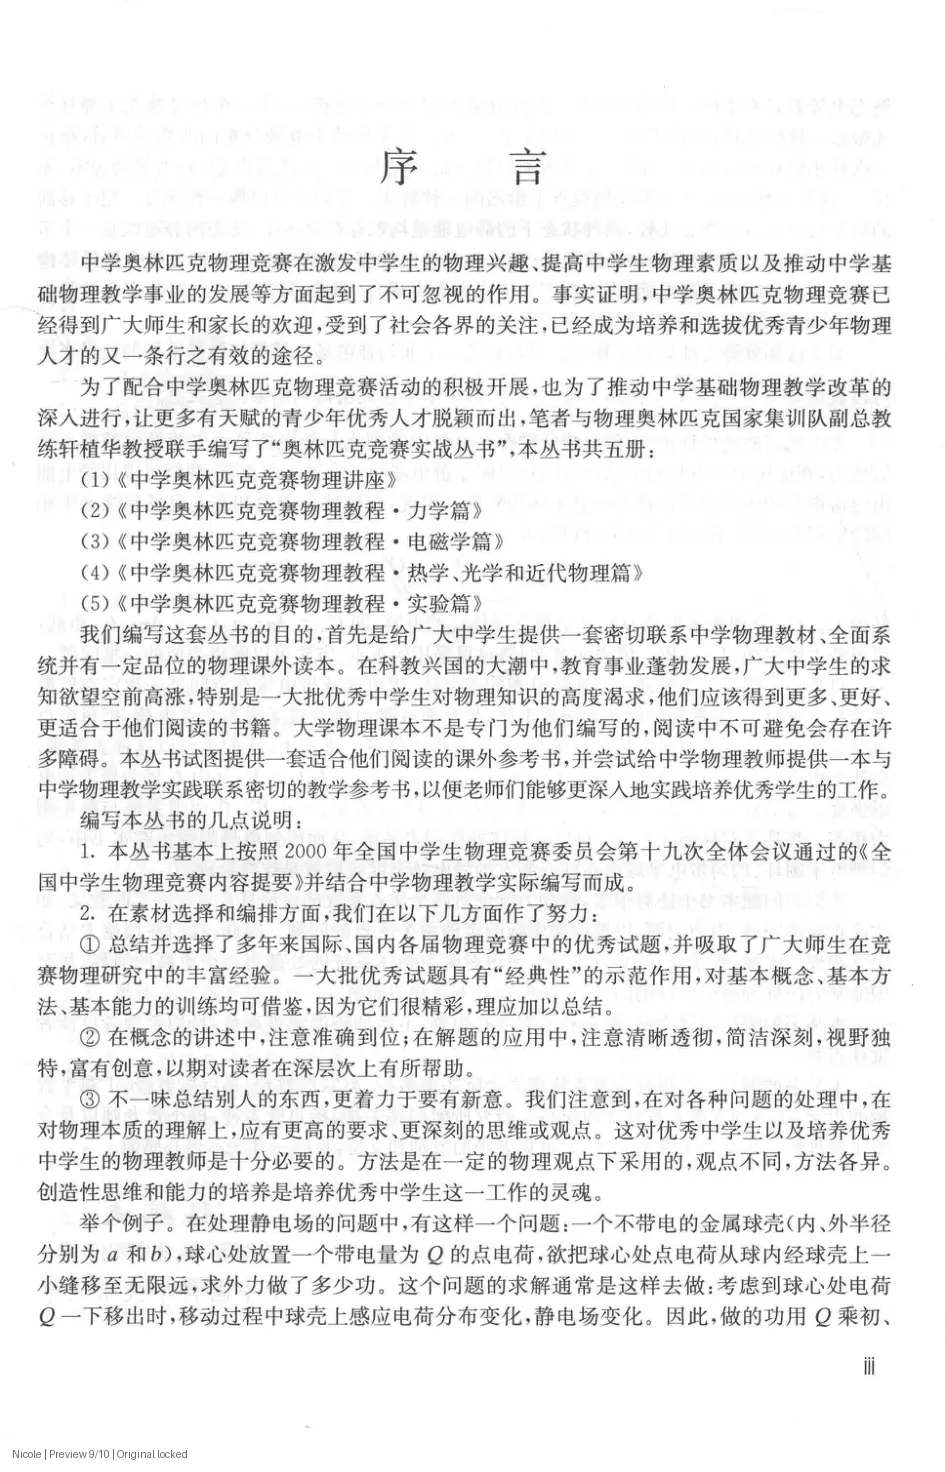 序 言
中学奥林匹克物理竞赛在激发中学生的物理兴趣、提高中学生物理素质以及推动中学基
础物理教学事业的发展等方面起到了不可忽视的作用。事实证明,中学奥林匹克物理竞赛已
经得到广大师生和家长的欢迎,受到了社会各界的关注,已经成为培养和选拔优秀青少年物理
人才的又一条行之有效的途径。
为了配合中学奥林匹克物理竞赛活动的积极开展,也为了推动中学基础物理教学改革的
深入进行,让更多有天赋的青少年优秀人才脱颖而出,笔者与物理奥林匹克国家集训队副总教
练轩植华教授联手编写了“奥林匹克竞赛实战丛书”,本丛书共五册:
(1)《中学奥林匹克竞赛物理讲座》
(2)《中学奥林匹克竞赛物理教程·力学篇》
(3)《中学奥林匹克竞赛物理教程·电磁学篇》
(4)《中学奥林匹克竞赛物理教程·热学、光学和近代物理篇》
(5)《中学奥林匹克竞赛物理教程·实验篇》
我们编写这套丛书的目的,首先是给广大中学生提供一套密切联系中学物理教材、全面系
统并有一定品位的物理课外读本。在科教兴国的大潮中,教育事业蓬勃发展,广大中学生的求
知欲望空前高涨,特别是一大批优秀中学生对物理知识的高度渴求,他们应该得到更多、更好、
更适合于他们阅读的书籍。大学物理课本不是专门为他们编写的,阅读中不可避免会存在许
多障碍。本丛书试图提供一套适合他们阅读的课外参考书,并尝试给中学物理教师提供一本与
中学物理教学实践联系密切的教学参考书,以便老师们能够更深入地实践培养优秀学生的工作。
编写本丛书的几点说明:
1. 本丛书基本上按照 2000 年全国中学生物理竞赛委员会第十九次全体会议通过的《全
国中学生物理竞赛内容提要》并结合中学物理教学实际编写而成。
2. 在素材选择和编排方面,我们在以下几方面作了努力:
① 总结并选择了多年来国际、国内各届物理竞赛中的优秀试题,并吸取了广大师生在竞
赛物理研究中的丰富经验。一大批优秀试题具有“经典性”的示范作用,对基本概念、基本方
法、基本能力的训练均可借鉴,因为它们很精彩,理应加以总结。
② 在概念的讲述中,注意准确到位;在解题的应用中,注意清晰透彻,简洁深刻,视野独
特,富有创意,以期对读者在深层次上有所帮助。
③ 不一味总结别人的东西,更着力于要有新意。我们注意到,在对各种问题的处理中,在
对物理本质的理解上,应有更高的要求、更深刻的思维或观点。这对优秀中学生以及培养优秀
中学生的物理教师是十分必要的。方法是在一定的物理观点下采用的,观点不同,方法各异。
创造性思维和能力的培养是培养优秀中学生这一工作的灵魂。
举个例子。在处理静电场的问题中,有这样一个问题:一个不带电的金属球壳(内、外半径
分别为 a 和 b),球心处放置一个带电量为 Q 的点电荷,欲把球心处点电荷从球内经球壳上一
小缝移至无限远,求外力做了多少功。这个问题的求解通常是这样去做:考虑到球心处电荷
Q 一下移出时,移动过程中球壳上感应电荷分布变化,静电场变化。因此,做的功用 Q 乘初、
iii
Nicole | Preview 9/10 | Original locked